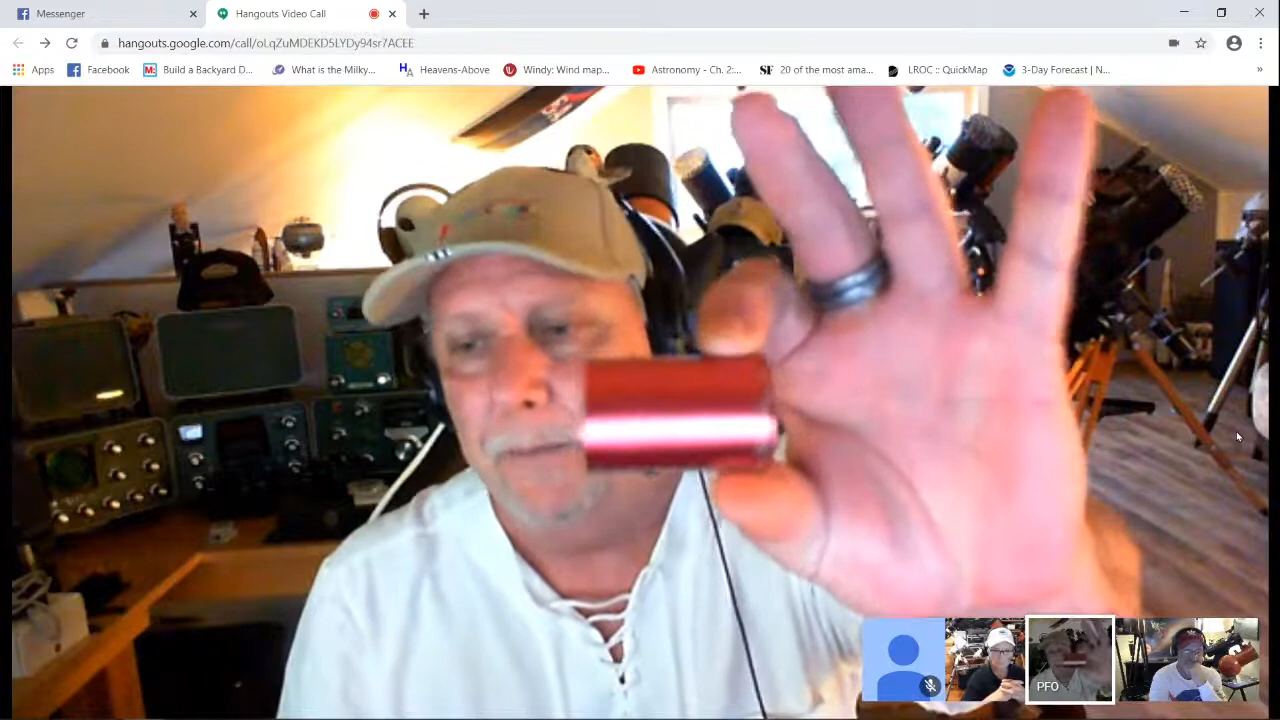 Messenger
Hangouts Video Call
hangouts.google.com/call/oLqZuMDEKD5LYDy94sr7ACEE
Apps
Facebook
Build a Backyard D...
What is the Milky...
Heavens-Above
Windy: Wind map...
Astronomy - Ch. 2:...
SF 20 of the most ama...
LROC :: QuickMap
3-Day Forecast | N...
PFO